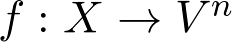 f : X → V^n